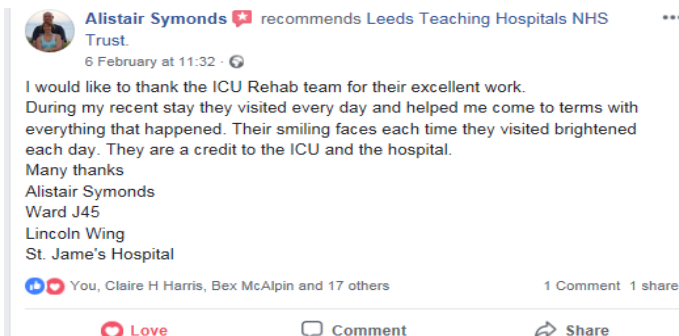 Alistair Symonds recommends Leeds Teaching Hospitals NHS
Trust.
6 February at 11:32 ·
I would like to thank the ICU Rehab team for their excellent work.
During my recent stay they visited every day and helped me come to terms with
everything that happened. Their smiling faces each time they visited brightened
each day. They are a credit to the ICU and the hospital.
Many thanks
Alistair Symonds
Ward J45
Lincoln Wing
St. Jame's Hospital
You, Claire H Harris, Bex McAlpin and 17 others 1 Comment 1 share
Love Comment Share